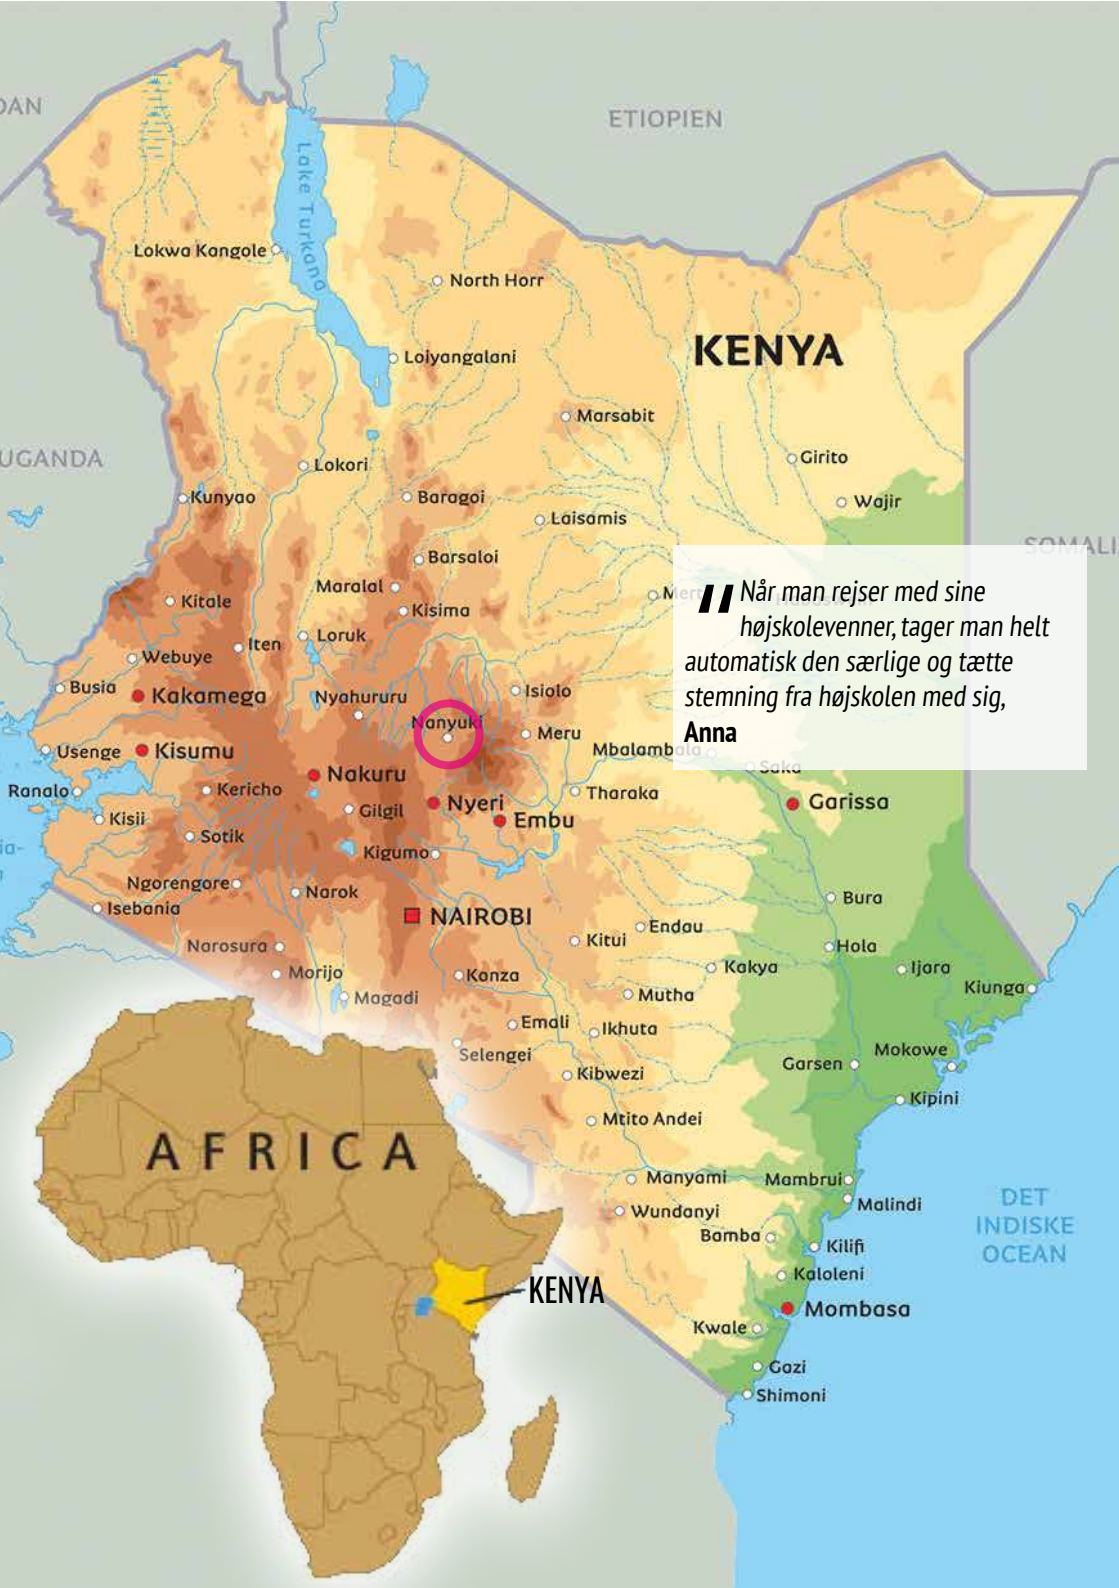 ETIOPIEN
Lake Turkana
Lokwa Kangole
North Horr
KENYA
Loiyangalani
Marsabit
UGANDA
Lokori
Girito
Kunyao
Baragoi
Wajir
Laisamis
SOMALI
Barsaloi
Maralal
Kitale
Kisima
"Når man rejser med sine
højskolevenner, tager man helt
automatisk den særlige og tætte
stemning fra højskolen med sig,
Anna
Loruk
Iten
Webuye
Busia
Kakamega
Nyahururu
Isiolo
Nanyuki
Meru
Usenge
Kisumu
Mbalambala
Saka
Nakuru
Ranalo
Kericho
Tharaka
Nyeri
Garissa
Gilgil
Kisii
Embu
Sotik
Kigumo
Ngorengore
Narok
Bura
Isebania
NAIROBI
Endau
Kitui
Narosura
Hola
Morijo
Konza
Kakya
Ijara
Kiunga
Magadi
Mutha
Emali
Ikhuta
Selengei
Mokowe
Garsen
Kibwezi
Kipini
Mtito Andei
AFRICA
Manyami
Mambrui
Malindi
Wundanyi
DET
INDISKE
OCEAN
Bamba
Kilifi
Kaloleni
KENYA
Mombasa
Kwale
Gazi
Shimoni